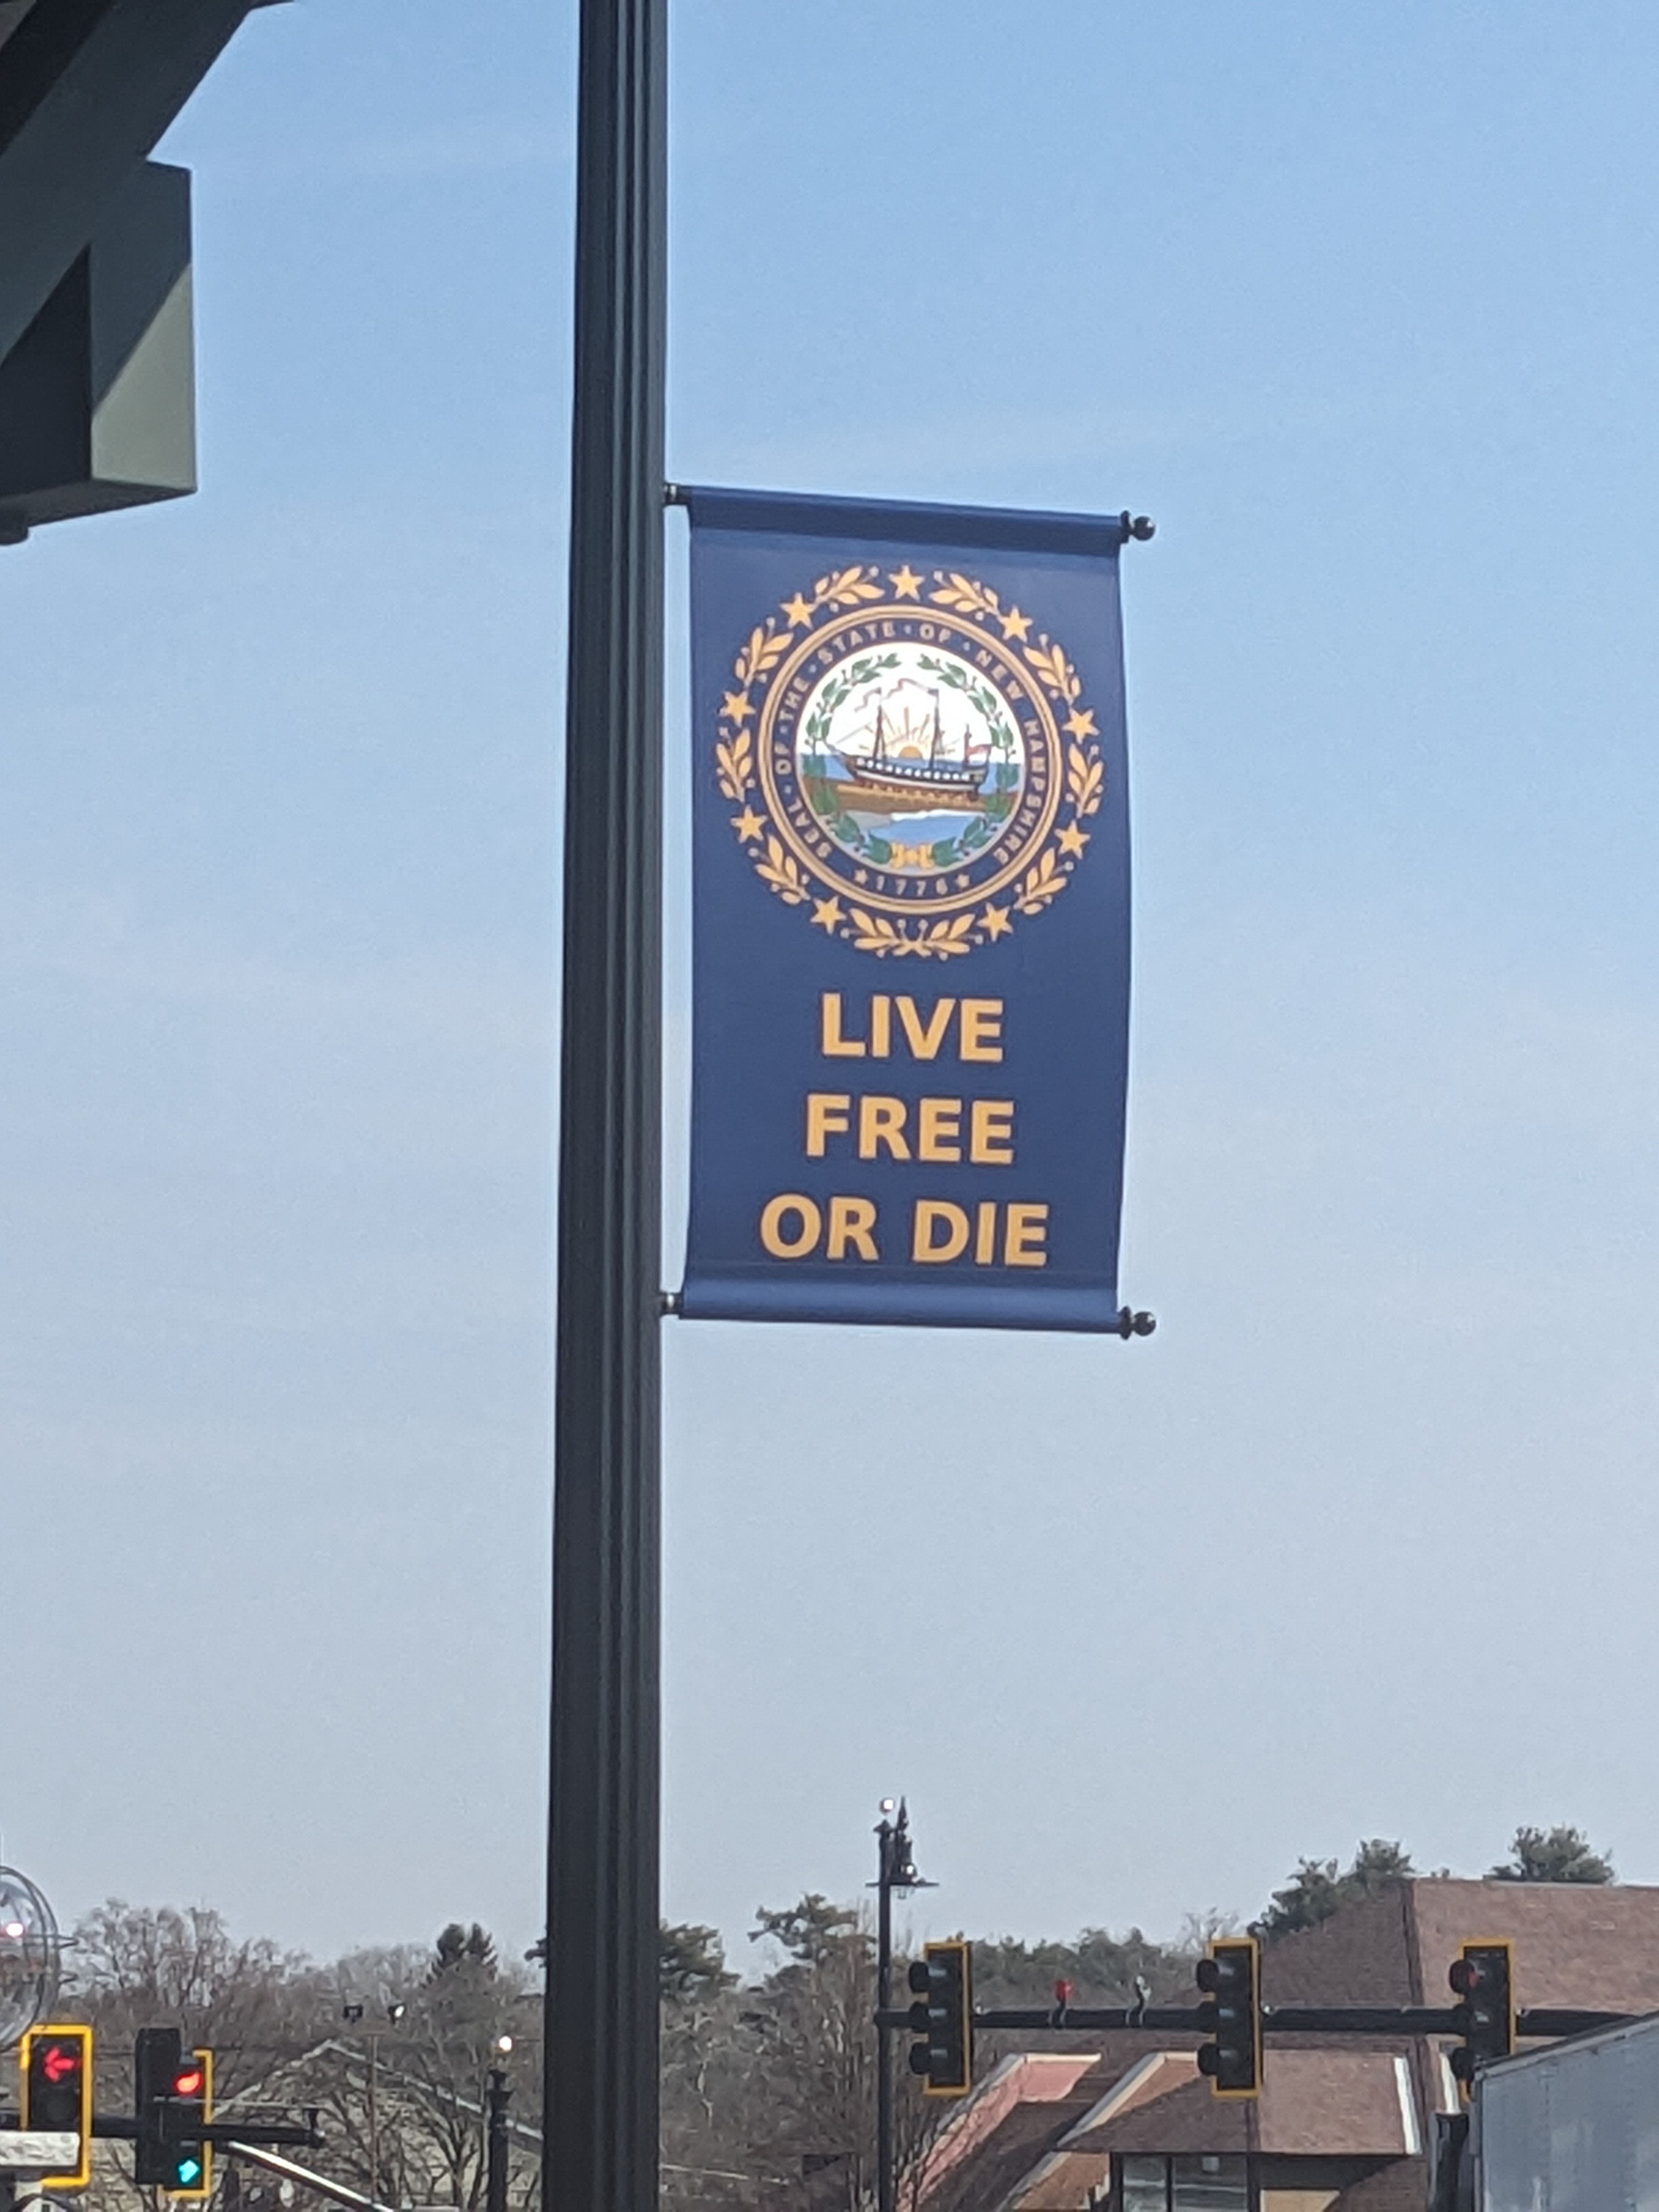 SEAL · OF · THE · STATE · OF · NEW HAMPSHIRE
★1776★
LIVE
FREE
OR DIE